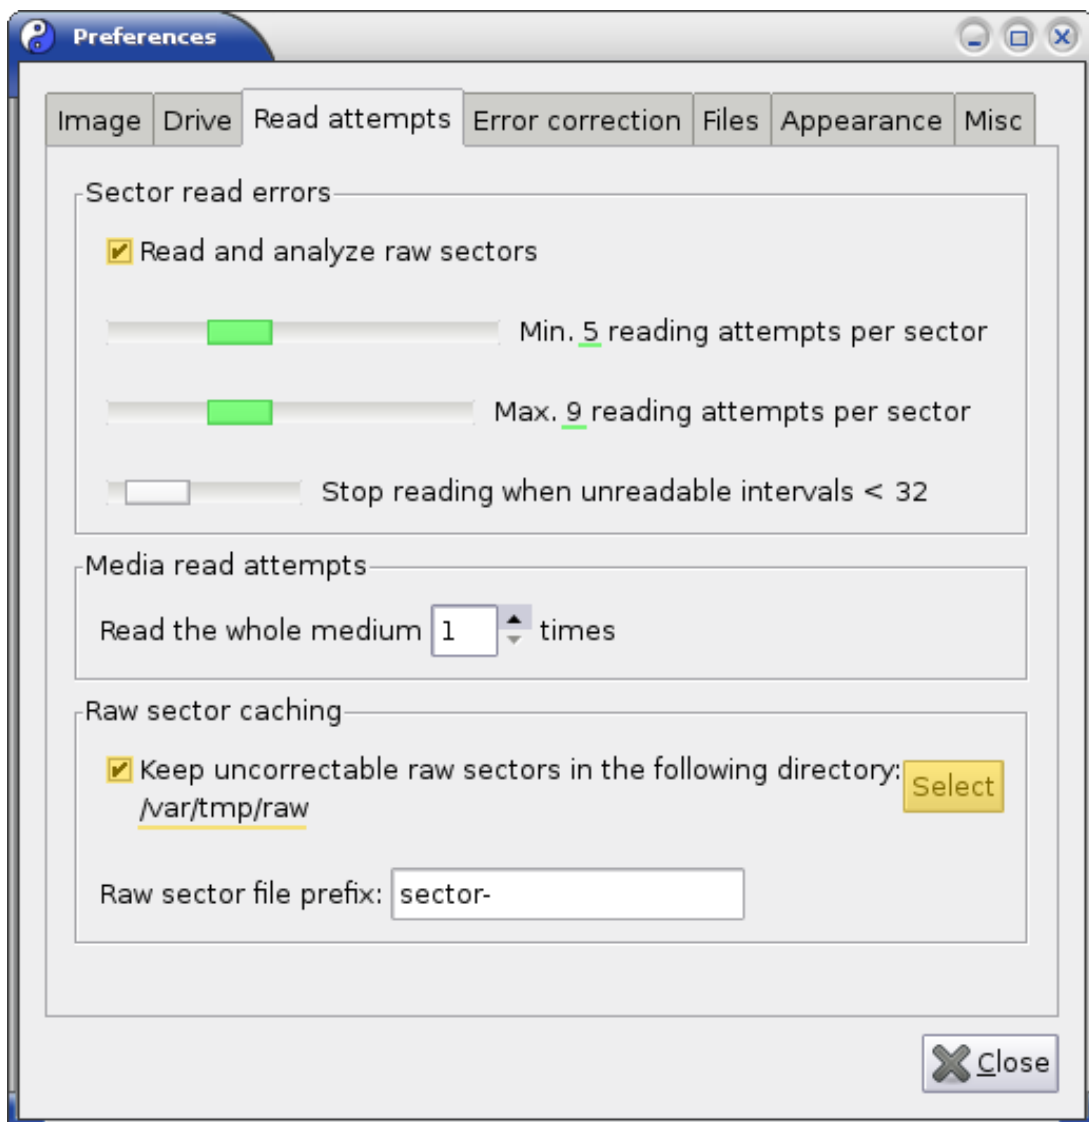 Preferences
Image Drive Read attempts Error correction Files Appearance Misc
Sector read errors
Read and analyze raw sectors
Min. 5 reading attempts per sector
Max. 9 reading attempts per sector
Stop reading when unreadable intervals < 32
Media read attempts
Read the whole medium 1 times
Raw sector caching
Keep uncorrectable raw sectors in the following directory: Select
/var/tmp/raw
Raw sector file prefix: sector-
Close